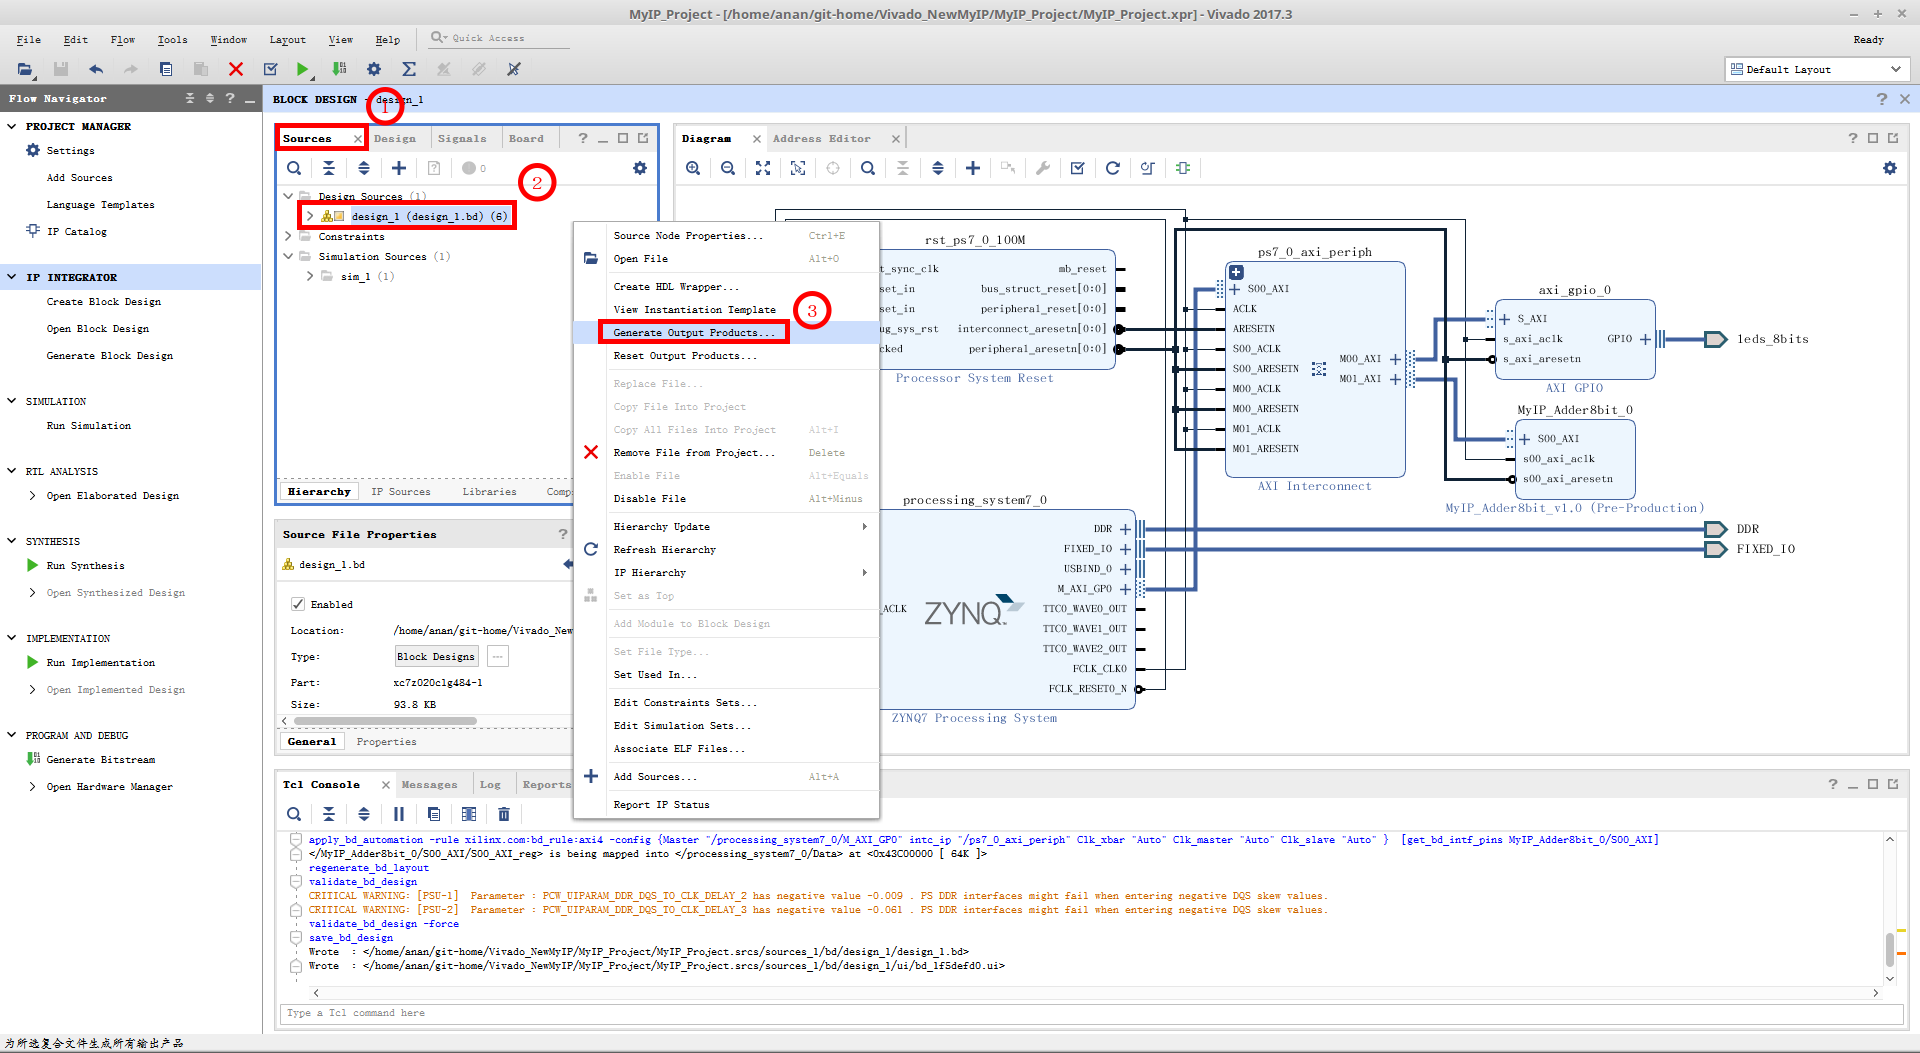 MyIP_Project - [/home/anan/git-home/Vivado_NewMyIP/MyIP_Project/MyIP_Project.xpr] - Vivado 2017.3
File Edit Flow Tools Window Layout View Help Quick Access Ready
Default Layout
Flow Navigator
PROJECT MANAGER
Settings
Add Sources
Language Templates
IP Catalog
IP INTEGRATOR
Create Block Design
Open Block Design
Generate Block Design
SIMULATION
Run Simulation
RTL ANALYSIS
Open Elaborated Design
SYNTHESIS
Run Synthesis
Open Synthesized Design
IMPLEMENTATION
Run Implementation
Open Implemented Design
PROGRAM AND DEBUG
Generate Bitstream
Open Hardware Manager
BLOCK DESIGN - design_1
1
Sources Design Signals Board
0
2
Design Sources (1)
design_1 (design_1.bd) (6)
Constraints
Simulation Sources (1)
sim_1 (1)
Hierarchy IP Sources Libraries Comp
Source File Properties
design_1.bd
Enabled
Location: /home/anan/git-home/Vivado_New
Type: Block Designs ...
Part: xc7z020clg484-1
Size: 93.8 KB
General Properties
Source Node Properties... Ctrl+E
Open File Alt+O
Create HDL Wrapper...
View Instantiation Template
3
Generate Output Products...
Reset Output Products...
Replace File...
Copy File Into Project
Copy All Files Into Project Alt+I
Remove File from Project... Delete
Enable File Alt+Equals
Disable File Alt+Minus
Hierarchy Update
Refresh Hierarchy
IP Hierarchy
Set as Top
Add Module to Block Design
Set File Type...
Set Used In...
Edit Constraints Sets...
Edit Simulation Sets...
Associate ELF Files...
Add Sources... Alt+A
Report IP Status
Diagram Address Editor
rst_ps7_0_100M
t_sync_clk mb_reset
set_in bus_struct_reset[0:0]
set_in peripheral_reset[0:0]
ug_sys_rst interconnect_aresetn[0:0]
cked peripheral_aresetn[0:0]
Processor System Reset
ps7_0_axi_periph
S00_AXI
ACLK
ARESETN
S00_ACLK
S00_ARESETN
M00_ACLK
M00_ARESETN
M01_ACLK
M01_ARESETN
M00_AXI
M01_AXI
AXI Interconnect
axi_gpio_0
S_AXI
s_axi_aclk GPIO
s_axi_aresetn
AXI GPIO
leds_8bits
MyIP_Adder8bit_0
S00_AXI
s00_axi_aclk
s00_axi_aresetn
MyIP_Adder8bit_v1.0 (Pre-Production)
DDR
FIXED_IO
processing_system7_0
DDR
FIXED_IO
USBIND_0
M_AXI_GP0
ACLK ZYNQ TTC0_WAVE0_OUT
TTC0_WAVE1_OUT
TTC0_WAVE2_OUT
FCLK_CLK0
FCLK_RESET0_N
ZYNQ7 Processing System
Tcl Console Messages Log Reports
apply_bd_automation -rule xilinx.com:bd_rule:axi4 -config {Master "/processing_system7_0/M_AXI_GP0" intc_ip "/ps7_0_axi_periph" Clk_xbar "Auto" Clk_master "Auto" Clk_slave "Auto" } [get_bd_intf_pins MyIP_Adder8bit_0/S00_AXI]
</MyIP_Adder8bit_0/S00_AXI/S00_AXI_reg> is being mapped into </processing_system7_0/Data> at <0x43C00000 [ 64K ]>
regenerate_bd_layout
validate_bd_design
CRITICAL WARNING: [PSU-1] Parameter : PCW_UIPARAM_DDR_DQS_TO_CLK_DELAY_2 has negative value -0.009 . PS DDR interfaces might fail when entering negative DQS skew values.
CRITICAL WARNING: [PSU-2] Parameter : PCW_UIPARAM_DDR_DQS_TO_CLK_DELAY_3 has negative value -0.061 . PS DDR interfaces might fail when entering negative DQS skew values.
validate_bd_design -force
save_bd_design
Wrote : </home/anan/git-home/Vivado_NewMyIP/MyIP_Project/MyIP_Project.srcs/sources_1/bd/design_1/design_1.bd>
Wrote : </home/anan/git-home/Vivado_NewMyIP/MyIP_Project/MyIP_Project.srcs/sources_1/bd/design_1/ui/bd_1f5defd0.ui>
Type a Tcl command here
为所选复合文件生成所有输出产品